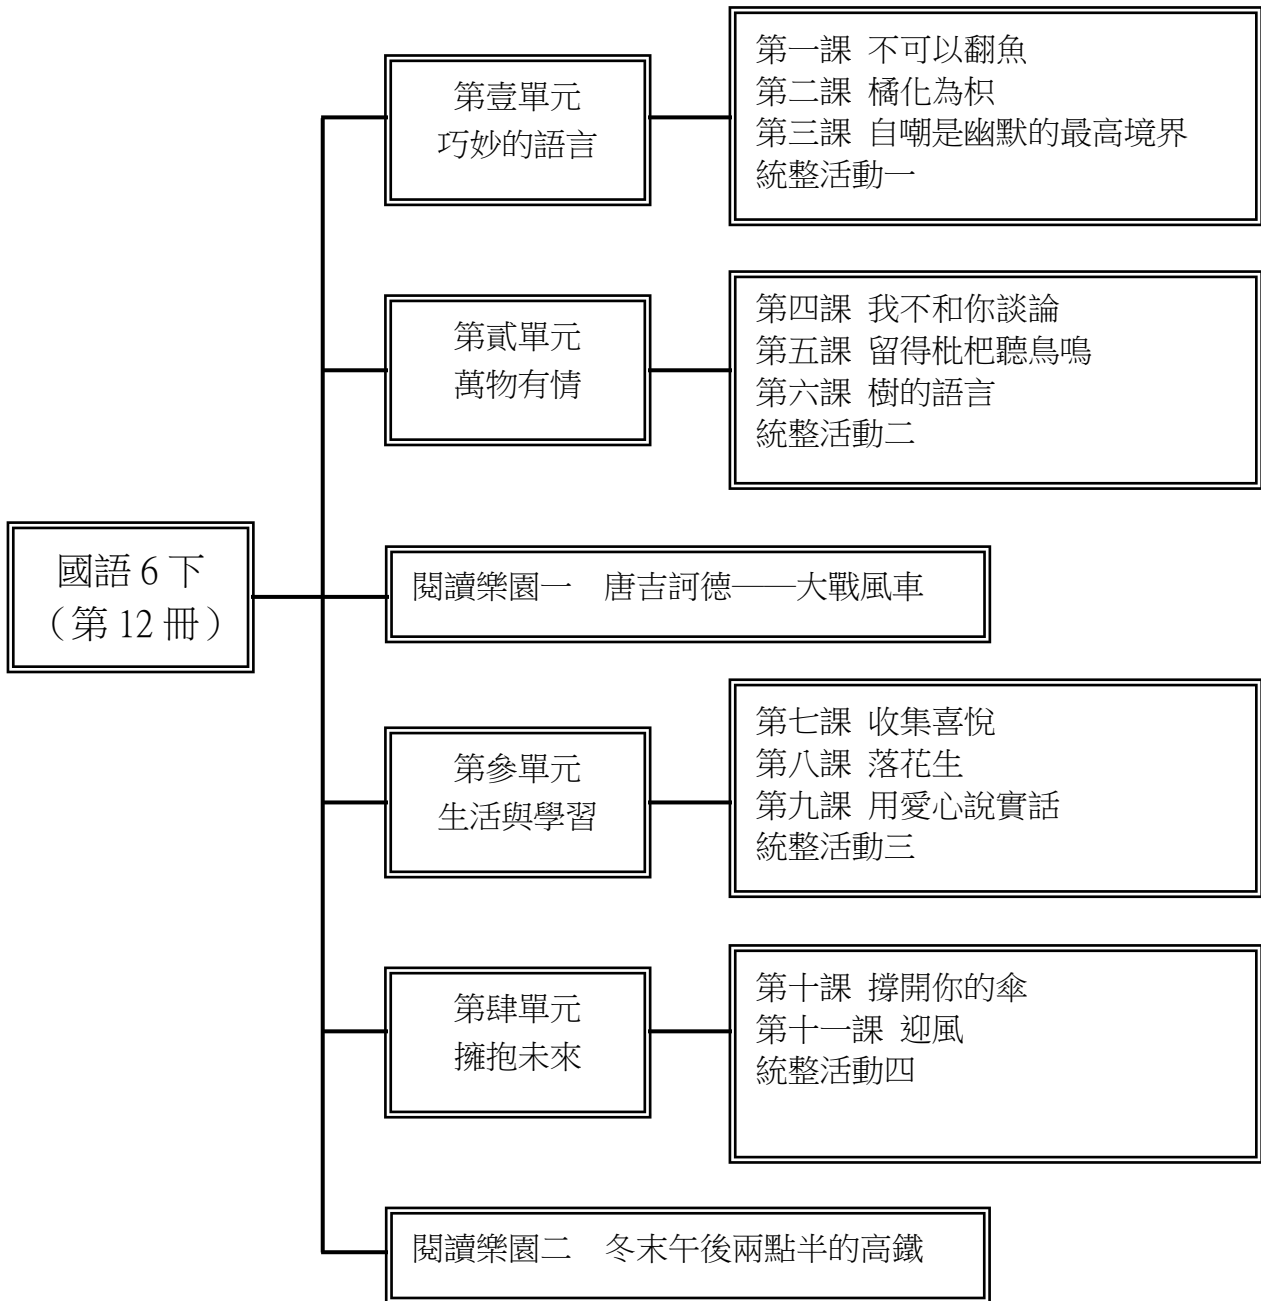 國語 6 下
（第 12 冊）
第壹單元
巧妙的語言
第一課 不可以翻魚
第二課 橘化為枳
第三課 自嘲是幽默的最高境界
統整活動一
第貳單元
萬物有情
第四課 我不和你談論
第五課 留得枇杷聽鳥鳴
第六課 樹的語言
統整活動二
閱讀樂園一 唐吉訶德——大戰風車
第參單元
生活與學習
第七課 收集喜悅
第八課 落花生
第九課 用愛心說實話
統整活動三
第肆單元
擁抱未來
第十課 撐開你的傘
第十一課 迎風
統整活動四
閱讀樂園二 冬末午後兩點半的高鐵